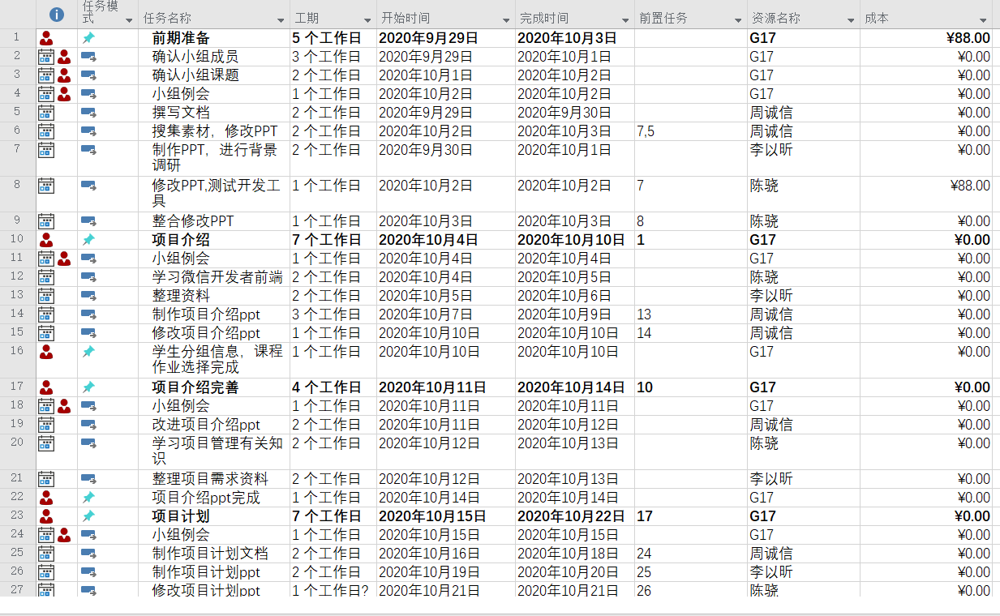 任务模式 任务名称 工期 开始时间 完成时间 前置任务 资源名称 成本
1 前期准备 5 个工作日 2020年9月29日 2020年10月3日 G17 ¥88.00
2 确认小组成员 3 个工作日 2020年9月29日 2020年10月1日 G17 ¥0.00
3 确认小组课题 2 个工作日 2020年10月1日 2020年10月2日 G17 ¥0.00
4 小组例会 1 个工作日 2020年10月2日 2020年10月2日 G17 ¥0.00
5 撰写文档 2 个工作日 2020年9月29日 2020年9月30日 周诚信 ¥0.00
6 搜集素材，修改PPT 2 个工作日 2020年10月2日 2020年10月3日 7,5 周诚信 ¥0.00
7 制作PPT，进行背景调研 2 个工作日 2020年9月30日 2020年10月1日 李以昕 ¥0.00
8 修改PPT,测试开发工具 1 个工作日 2020年10月2日 2020年10月2日 7 陈骁 ¥88.00
9 整合修改PPT 1 个工作日 2020年10月3日 2020年10月3日 8 陈骁 ¥0.00
10 项目介绍 7 个工作日 2020年10月4日 2020年10月10日 1 G17 ¥0.00
11 小组例会 1 个工作日 2020年10月4日 2020年10月4日 G17 ¥0.00
12 学习微信开发者前端 2 个工作日 2020年10月4日 2020年10月5日 陈骁 ¥0.00
13 整理资料 2 个工作日 2020年10月5日 2020年10月6日 李以昕 ¥0.00
14 制作项目介绍ppt 3 个工作日 2020年10月7日 2020年10月9日 13 周诚信 ¥0.00
15 修改项目介绍ppt 1 个工作日 2020年10月10日 2020年10月10日 14 周诚信 ¥0.00
16 学生分组信息，课程作业选择完成 1 个工作日 2020年10月10日 2020年10月10日 G17 ¥0.00
17 项目介绍完善 4 个工作日 2020年10月11日 2020年10月14日 10 G17 ¥0.00
18 小组例会 1 个工作日 2020年10月11日 2020年10月11日 G17 ¥0.00
19 改进项目介绍ppt 2 个工作日 2020年10月11日 2020年10月12日 周诚信 ¥0.00
20 学习项目管理有关知识 2 个工作日 2020年10月12日 2020年10月13日 陈骁 ¥0.00
21 整理项目需求资料 2 个工作日 2020年10月12日 2020年10月13日 李以昕 ¥0.00
22 项目介绍ppt完成 1 个工作日 2020年10月14日 2020年10月14日 G17 ¥0.00
23 项目计划 7 个工作日 2020年10月15日 2020年10月22日 17 G17 ¥0.00
24 小组例会 1 个工作日 2020年10月15日 2020年10月15日 G17 ¥0.00
25 制作项目计划文档 2 个工作日 2020年10月16日 2020年10月18日 24 周诚信 ¥0.00
26 制作项目计划ppt 2 个工作日 2020年10月19日 2020年10月20日 25 李以昕 ¥0.00
27 修改项目计划ppt 1 个工作日? 2020年10月21日 2020年10月21日 26 陈骁 ¥0.00